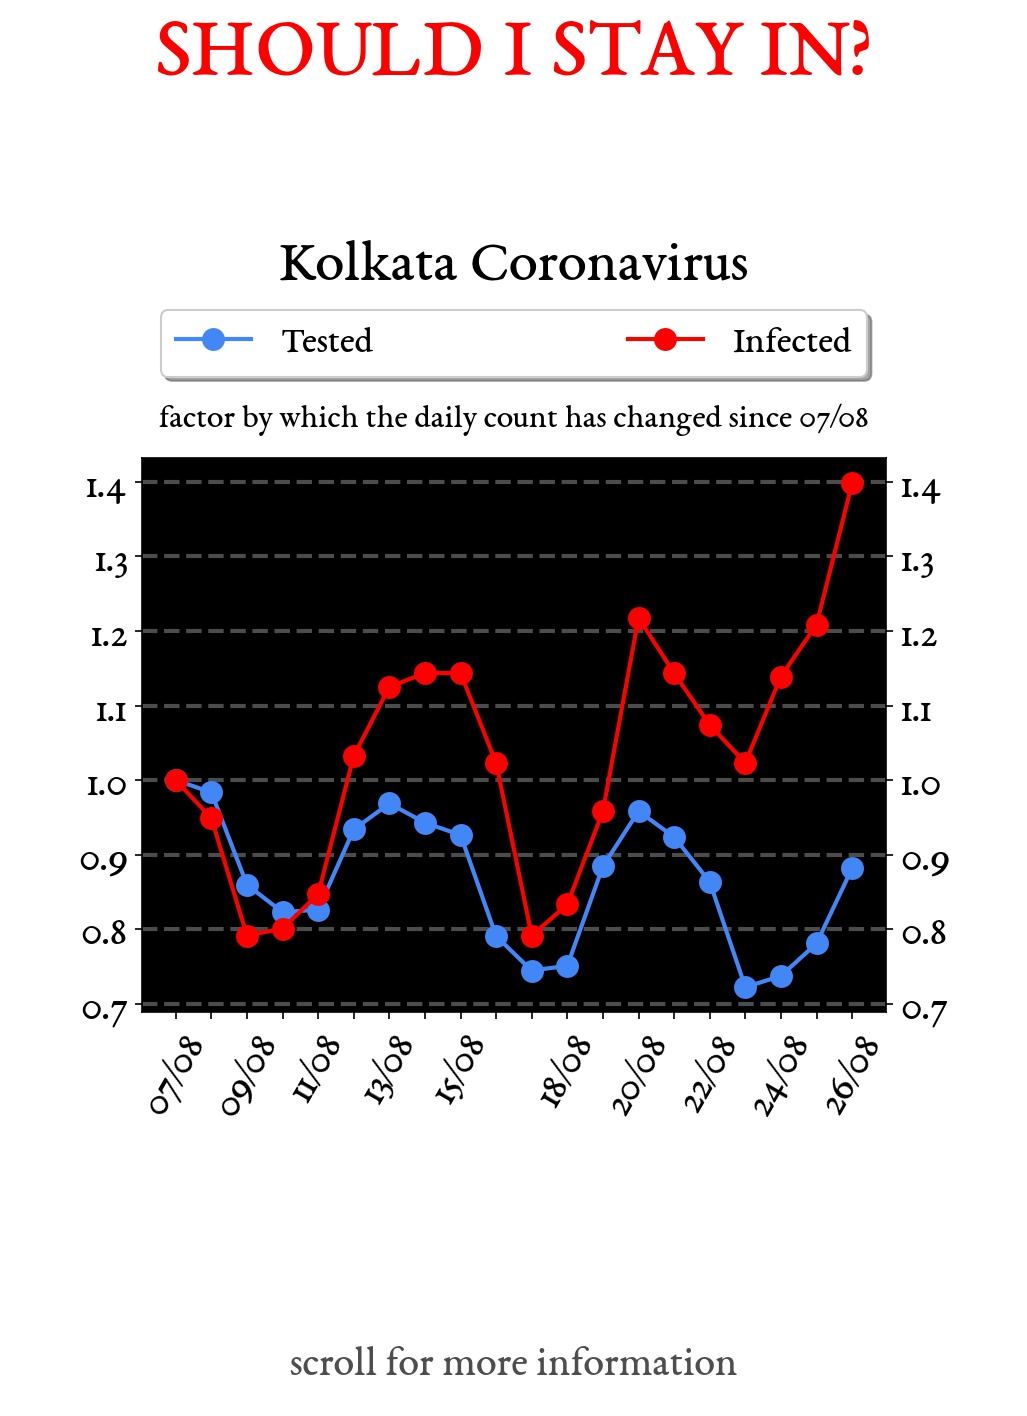 SHOULD I STAY IN?
Kolkata Coronavirus
Tested Infected
factor by which the daily count has changed since 07/08
1.4 1.4
1.3 1.3
1.2 1.2
1.1 1.1
1.0 1.0
0.9 0.9
0.8 0.8
0.7 0.7
07/08 09/08 11/08 13/08 15/08 18/08 20/08 22/08 24/08 26/08
scroll for more information